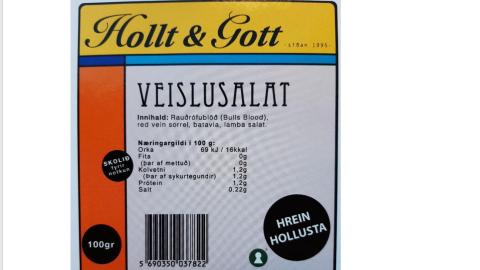 Hollt & Gott
-síðan 1995-
VEISLUSALAT
Innihald: Rauðrófublöð (Bulls Blood),
red vein sorrel, batavia, lamba salat.
Næringargildi í 100 g:
Orka 69 kJ / 16kkal
Fita 0g
(þar af mettuð) 0g
Kolvetni 1,2g
(Þar af sykurtegundir) 1,2g
Prótein 1,2g
Salt 0,22g
SKOLIÐ
fyrir
notkun
100gr
HREIN
HOLLUSTA
5 690350 037822